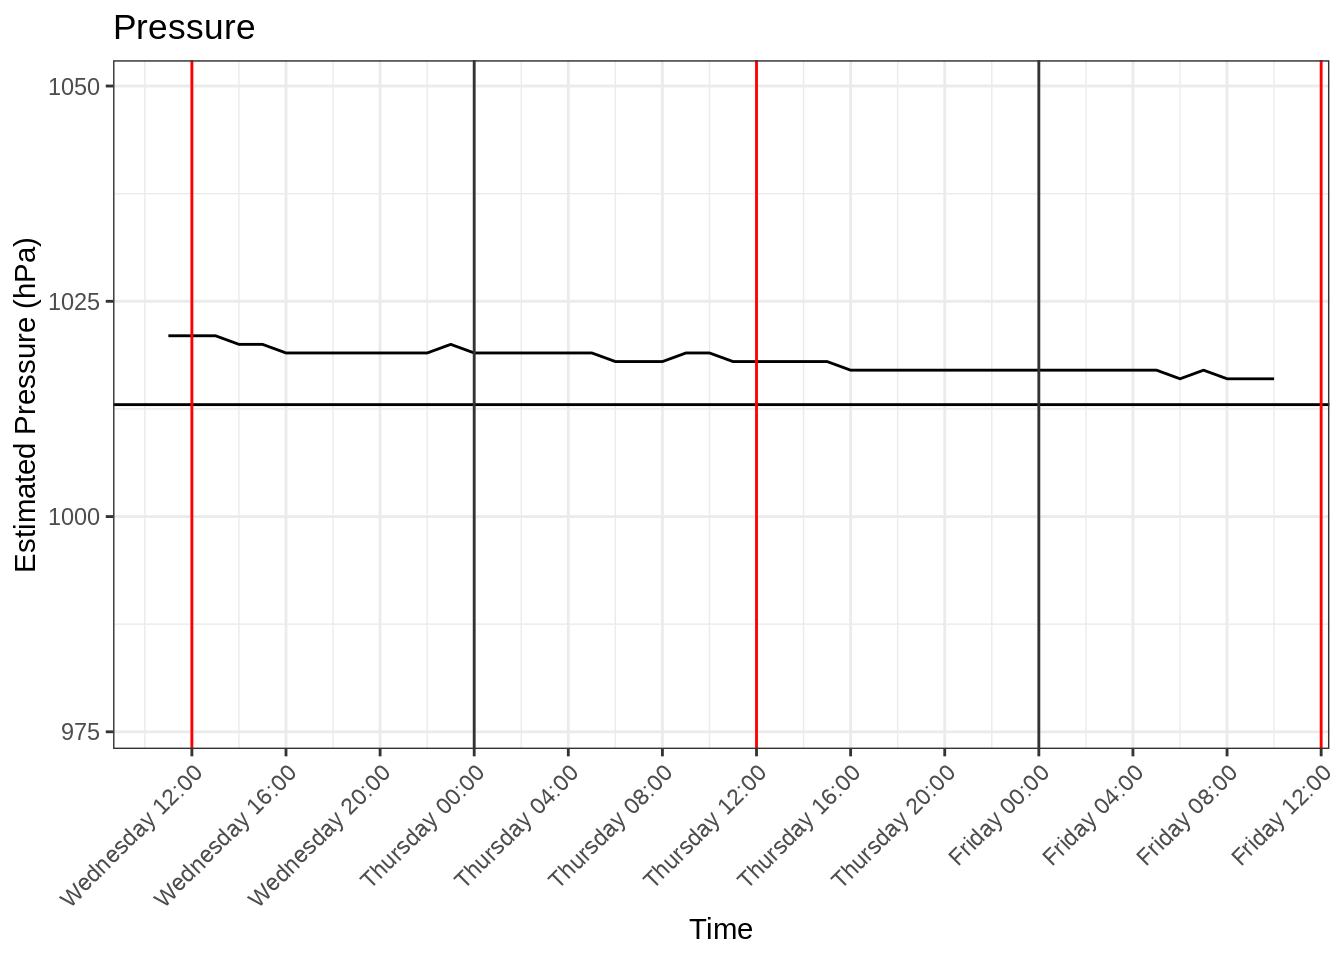 Pressure
1050
1025
1000
975
Estimated Pressure (hPa)
Wednesday 12:00
Wednesday 16:00
Wednesday 20:00
Thursday 00:00
Thursday 04:00
Thursday 08:00
Thursday 12:00
Thursday 16:00
Thursday 20:00
Friday 00:00
Friday 04:00
Friday 08:00
Friday 12:00
Time